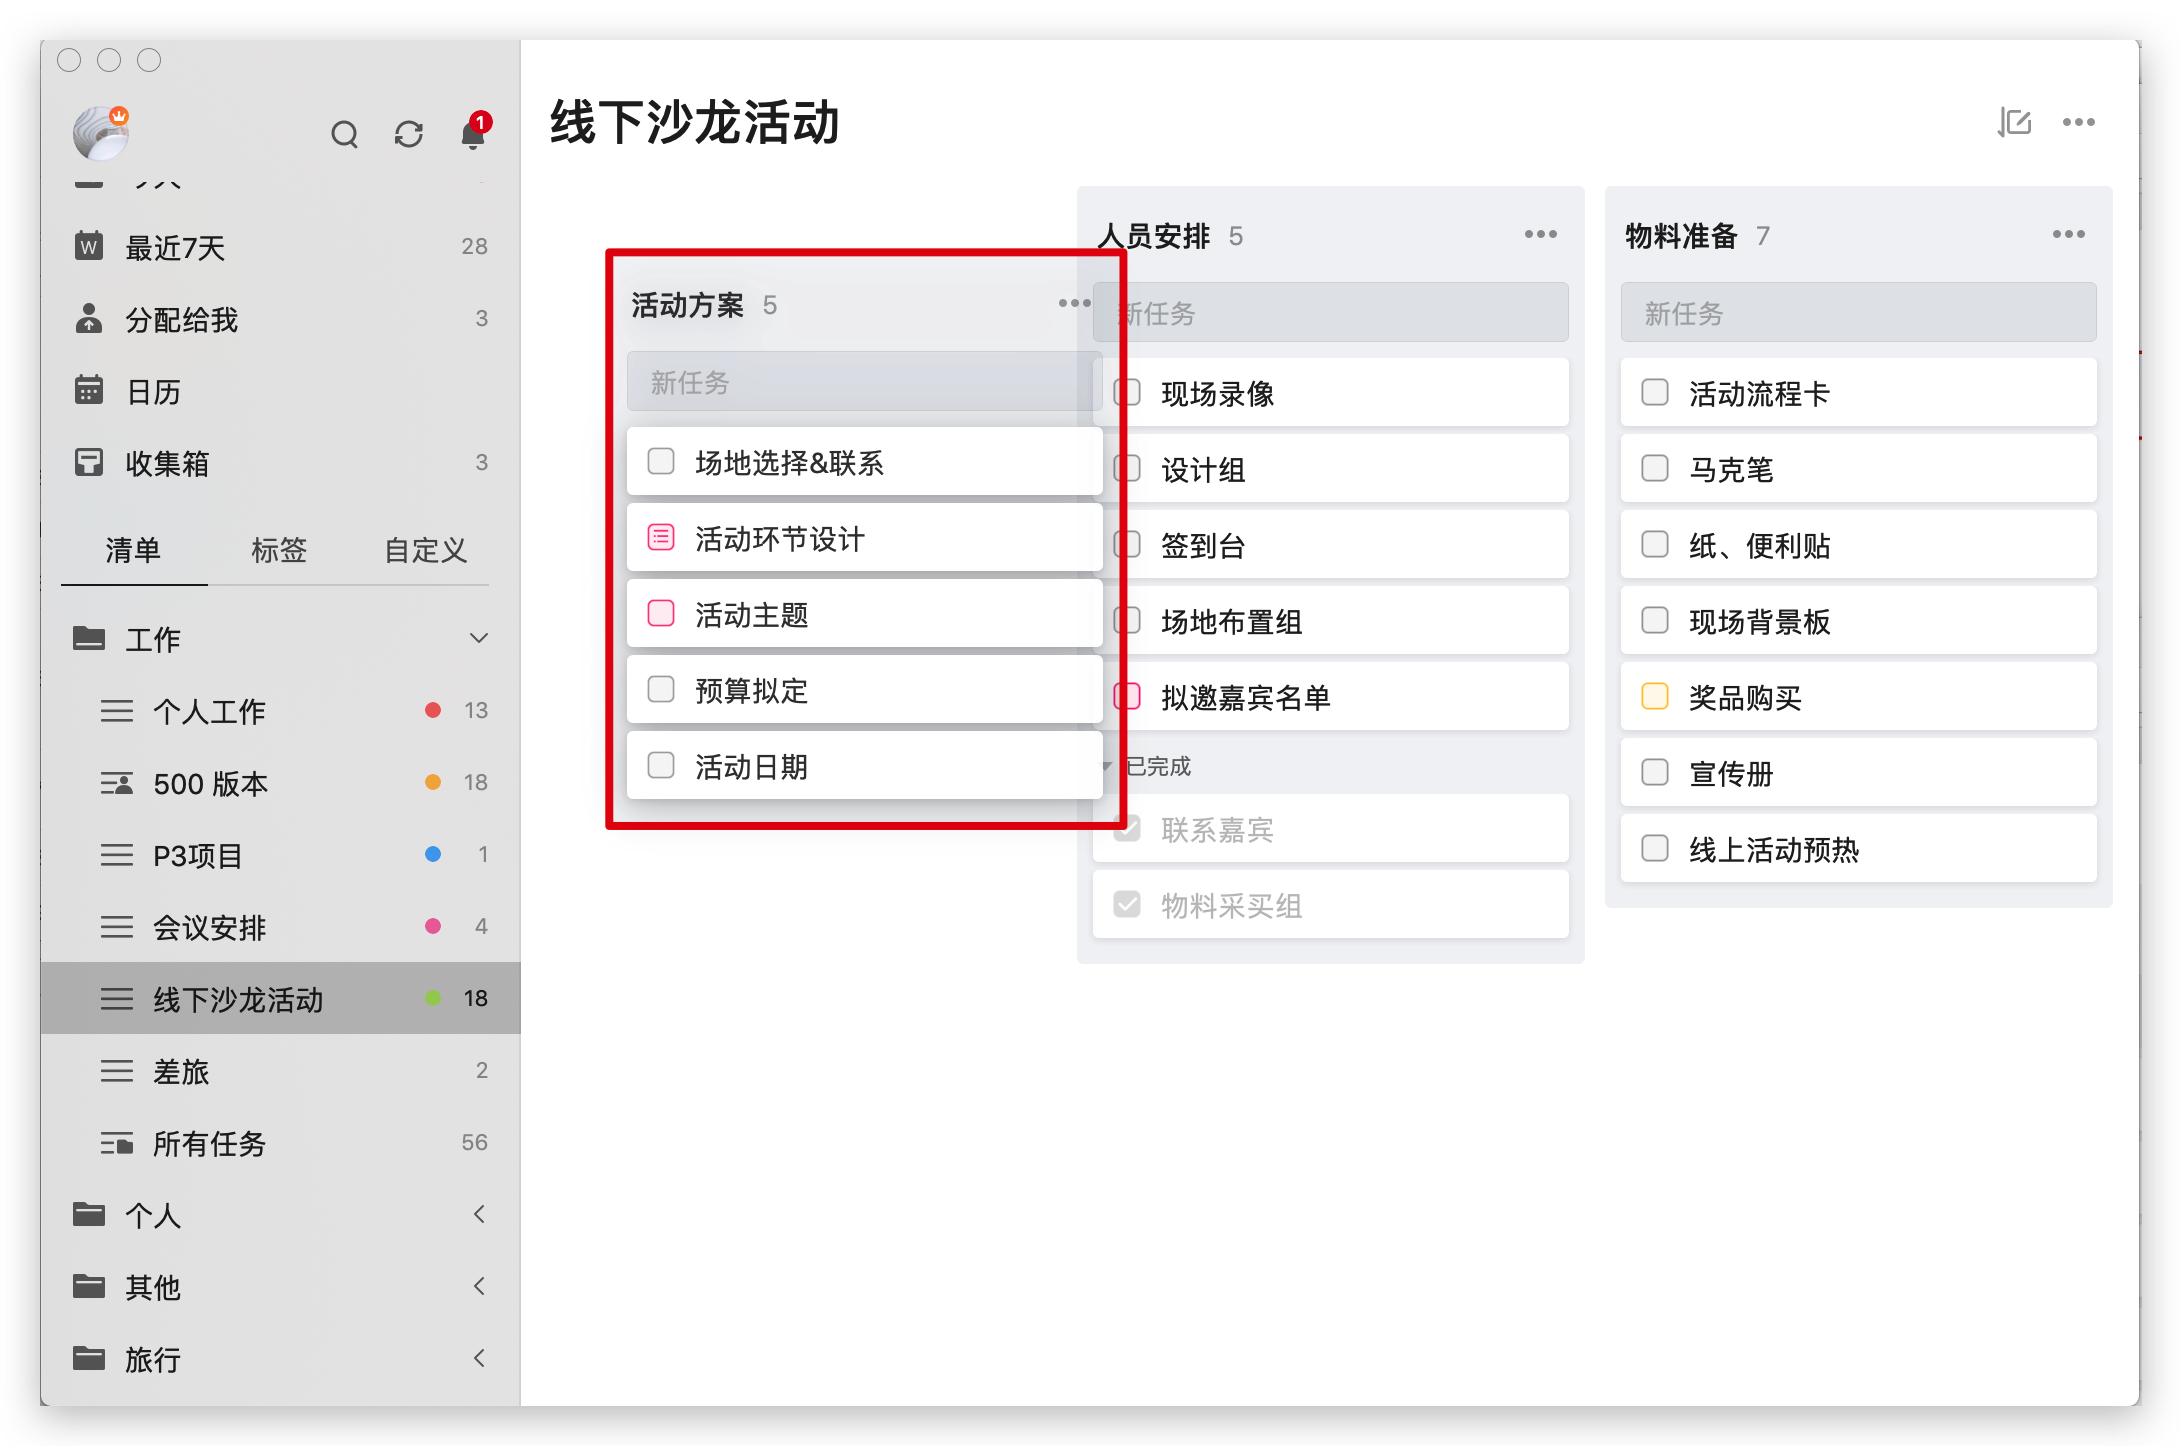 1
最近7天 28
分配给我 3
日历
收集箱 3
清单 标签 自定义
工作
个人工作 13
500 版本 18
P3项目 1
会议安排 4
线下沙龙活动 18
差旅 2
所有任务 56
个人
其他
旅行
线下沙龙活动
活动方案 5
新任务
场地选择&联系
活动环节设计
活动主题
预算拟定
活动日期
人员安排 5
新任务
现场录像
设计组
签到台
场地布置组
拟邀嘉宾名单
已完成
联系嘉宾
物料采买组
物料准备 7
新任务
活动流程卡
马克笔
纸、便利贴
现场背景板
奖品购买
宣传册
线上活动预热